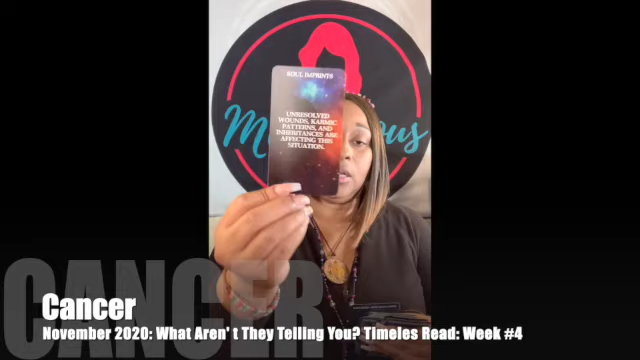 SOUL IMPRINTS
UNRESOLVED
WOUNDS, KARMIC
PATTERNS, AND
INHERITANCES ARE
AFFECTING THIS
SITUATION.
CANCER
Cancer
November 2020: What Aren' t They Telling You? Timeles Read: Week #4